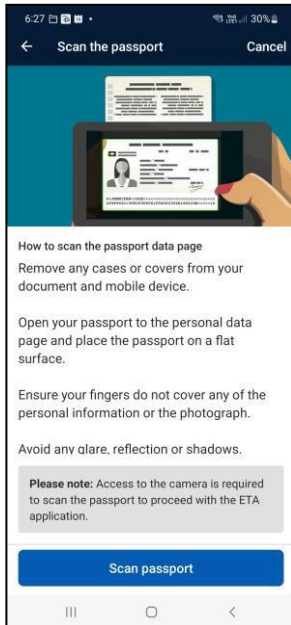 6:27
30%
Scan the passport
Cancel
How to scan the passport data page
Remove any cases or covers from your
document and mobile device.
Open your passport to the personal data
page and place the passport on a flat
surface.
Ensure your fingers do not cover any of the
personal information or the photograph.
Avoid any glare, reflection or shadows.
Please note: Access to the camera is required
to scan the passport to proceed with the ETA
application.
Scan passport